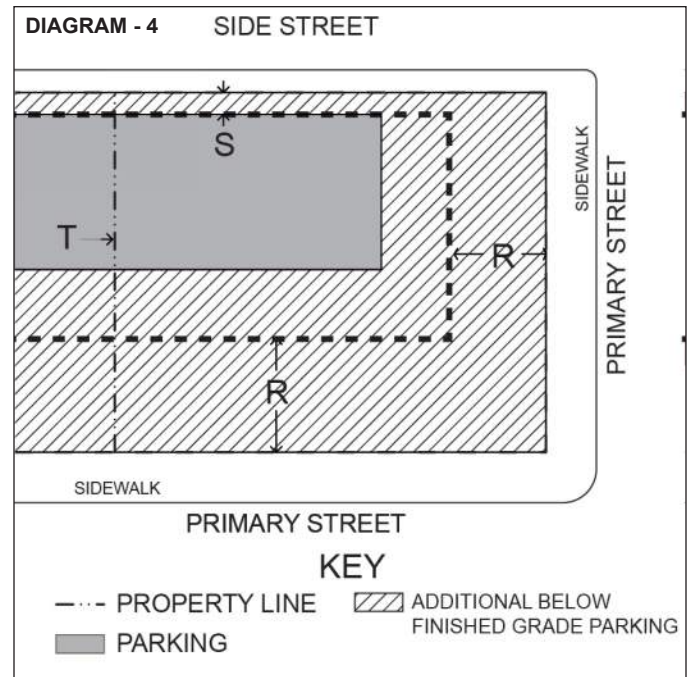 DIAGRAM - 4
SIDE STREET
S
SIDEWALK
T
R
PRIMARY STREET
R
SIDEWALK
PRIMARY STREET
KEY
PROPERTY LINE
ADDITIONAL BELOW
FINISHED GRADE PARKING
PARKING